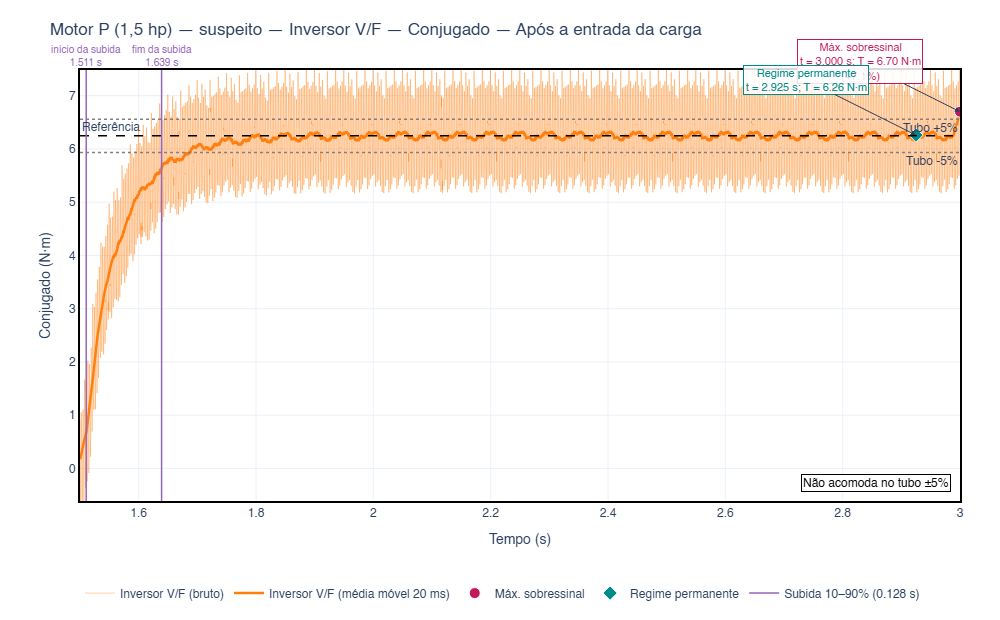 Motor P (1,5 hp) — suspeito — Inversor V/F — Conjugado — Após a entrada da carga
início da subida
1.511 s
fim da subida
1.639 s
Máx. sobressinal
t = 3.000 s; T = 6.70 N·m
%)
Regime permanente
t = 2.925 s; T = 6.26 N·m
Referência
Tubo +5%
Tubo -5%
7
6
5
4
3
2
1
0
Conjugado (N·m)
Não acomoda no tubo ±5%
1.6
1.8
2
2.2
2.4
2.6
2.8
3
Tempo (s)
Inversor V/F (bruto)
Inversor V/F (média móvel 20 ms)
Máx. sobressinal
Regime permanente
Subida 10–90% (0.128 s)